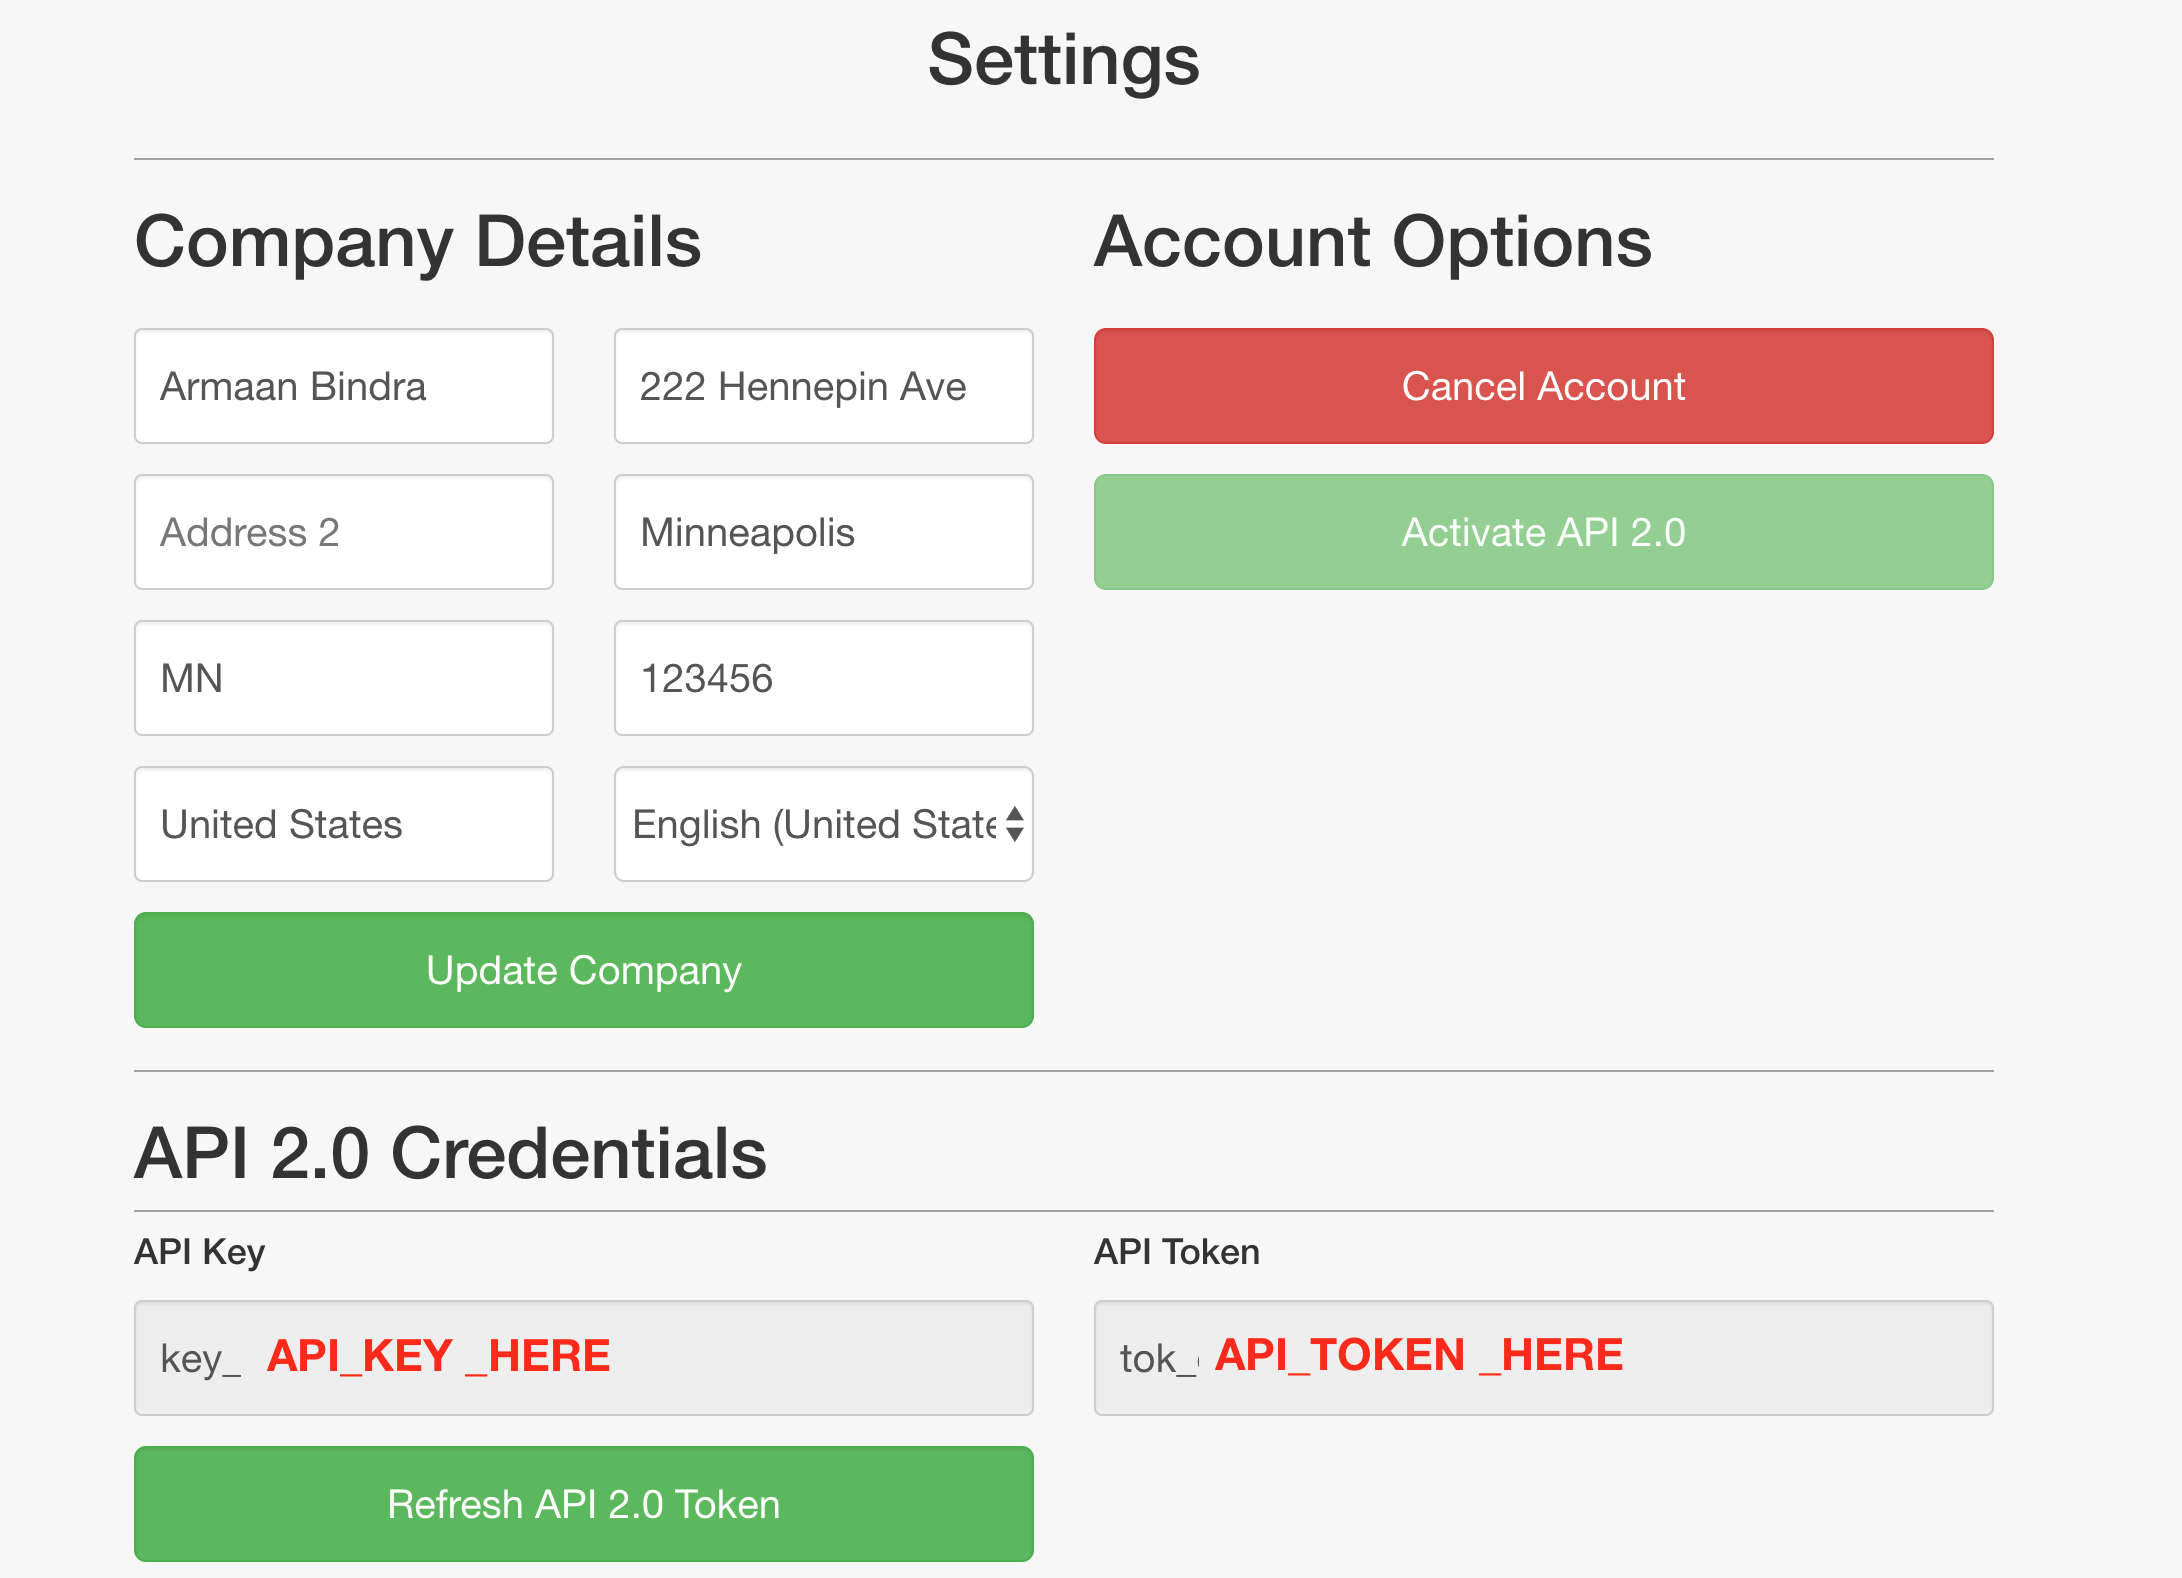 Settings
Company Details
Account Options
Armaan Bindra
222 Hennepin Ave
Cancel Account
Address 2
Minneapolis
Activate API 2.0
MN
123456
United States
English (United State
Update Company
API 2.0 Credentials
API Key
API Token
key_ API_KEY _HERE
tok_ API_TOKEN _HERE
Refresh API 2.0 Token